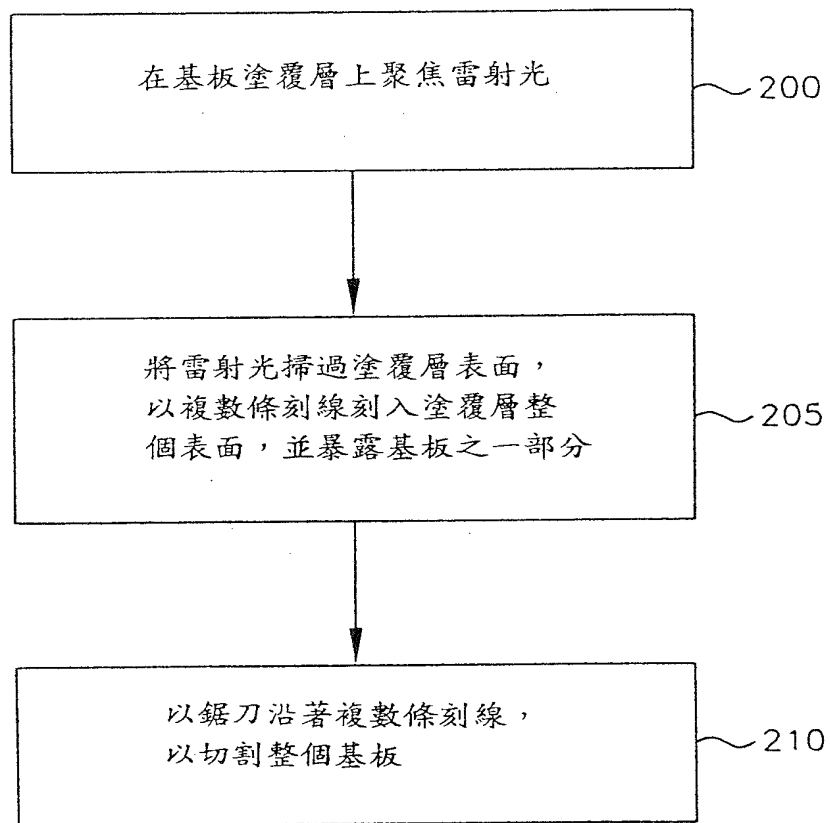 在基板塗覆層上聚焦雷射光
200
將雷射光掃過塗覆層表面，
以複數條刻線刻入塗覆層整
個表面，並暴露基板之一部分
205
以鋸刀沿著複數條刻線，
以切割整個基板
210